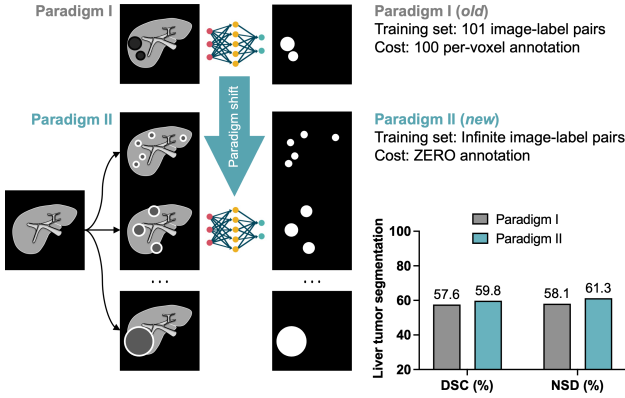 Paradigm I
Paradigm I (old)
Training set: 101 image-label pairs
Cost: 100 per-voxel annotation
Paradigm shift
Paradigm II
Paradigm II (new)
Training set: Infinite image-label pairs
Cost: ZERO annotation
...
...
Paradigm I
Paradigm II
Liver tumor segmentation
100
80
60
40
20
57.6
59.8
58.1
61.3
DSC (%)
NSD (%)